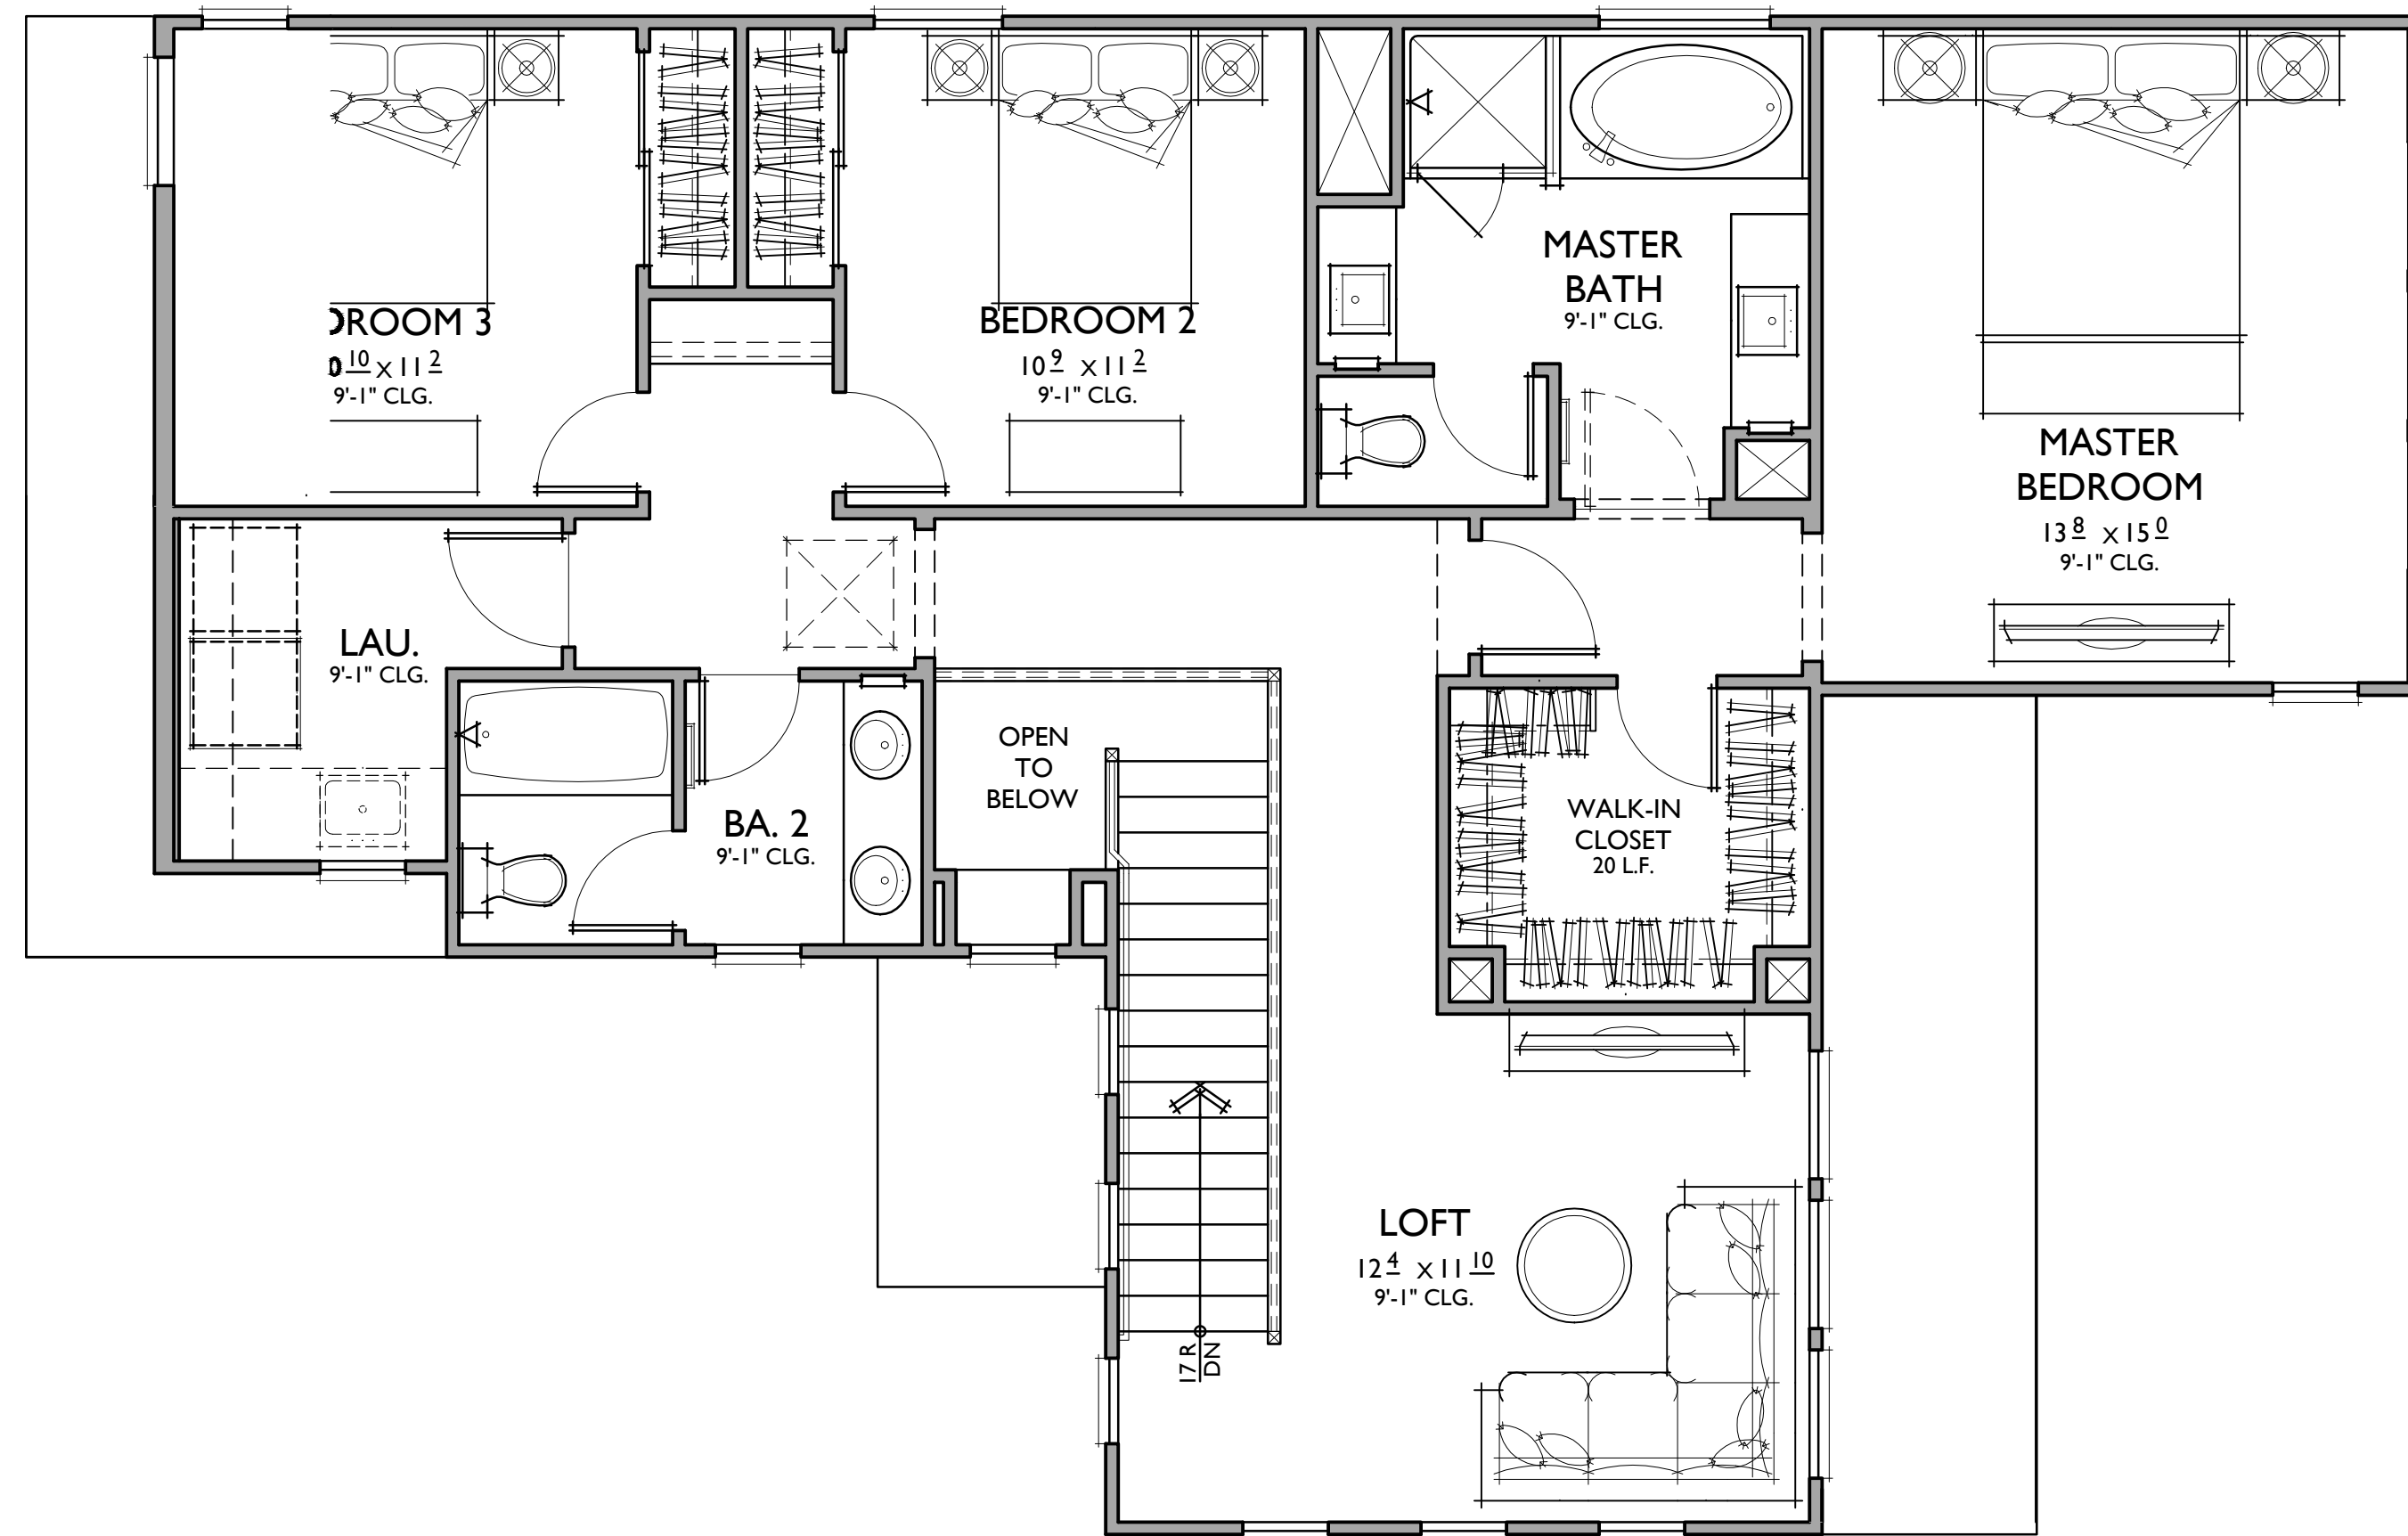 DROOM 3
10 x 11 2
9'-1" CLG.
BEDROOM 2
10 9 x 11 2
9'-1" CLG.
MASTER
BATH
9'-1" CLG.
MASTER
BEDROOM
13 8 x 15 0
9'-1" CLG.
LAU.
9'-1" CLG.
BA. 2
9'-1" CLG.
OPEN
TO
BELOW
WALK-IN
CLOSET
20 L.F.
LOFT
12 4 x 11 10
9'-1" CLG.
17 R
DN